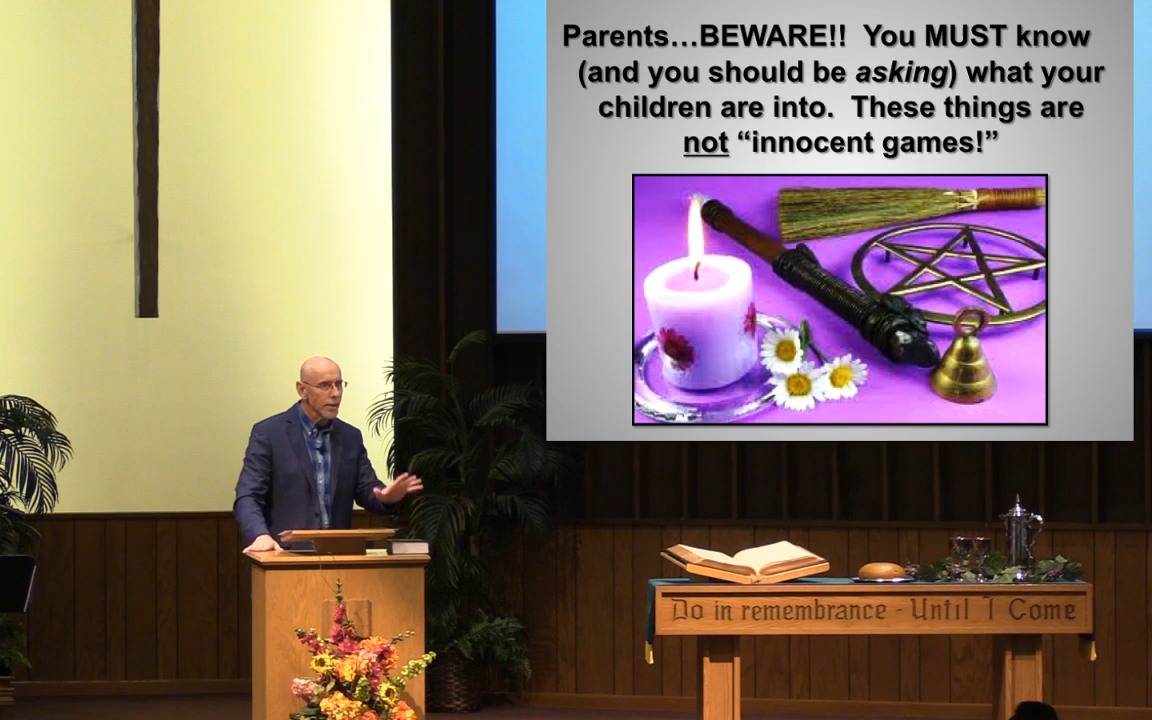 Parents…BEWARE!! You MUST know
(and you should be asking) what your
children are into. These things are
not “innocent games!”
Do in remembrance - Until I Come